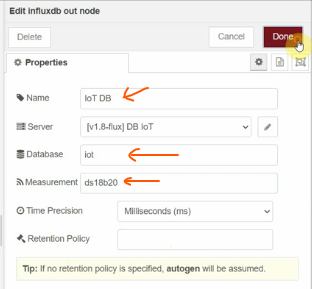 Edit influxdb out node
Delete
Cancel
Done
Properties
Name
IoT DB
Server
[v1.8-flux] DB IoT
Database
iot
Measurement
ds18b20
Time Precision
Milliseconds (ms)
Retention Policy
Tip: If no retention policy is specified, autogen will be assumed.